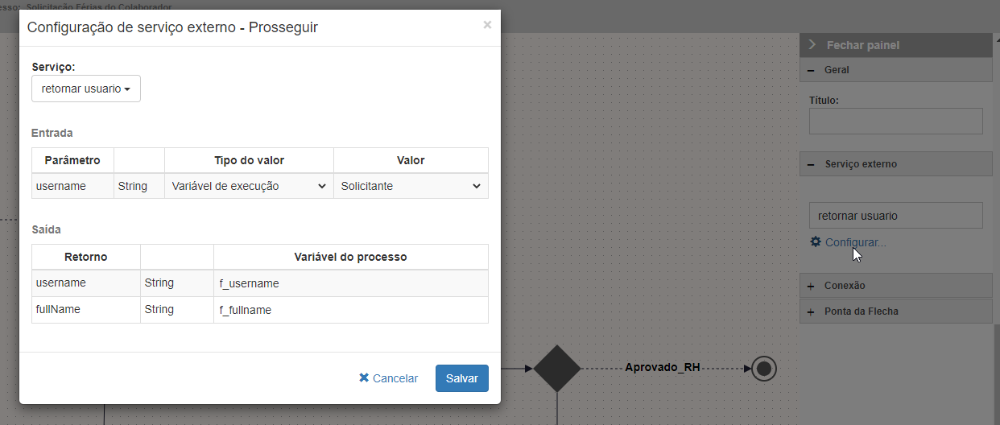 Processo: Solicitação Férias do Colaborador
Configuração de serviço externo - Prosseguir
×
Serviço:
retornar usuario
Entrada
Parâmetro Tipo do valor Valor
username String Variável de execução Solicitante
Saída
Retorno Variável do processo
username String f_username
fullName String f_fullname
Cancelar Salvar
Fechar painel
Geral
Título:
Serviço externo
retornar usuario
Configurar...
Conexão
Ponta da Flecha
Aprovado_RH